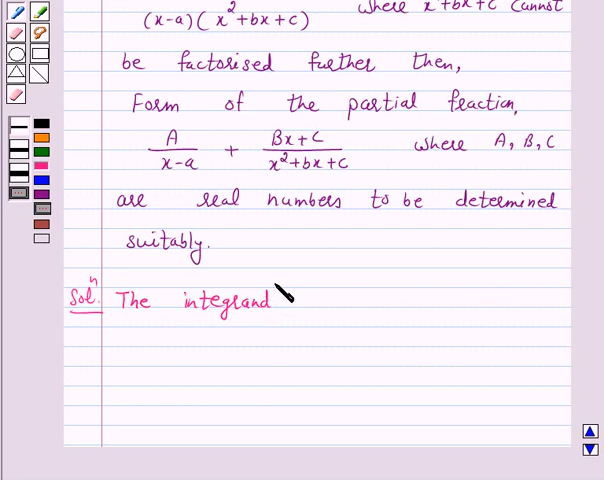 (x-a) (x²+bx+c) where x²+bx+c cannot
be factorised further then,
Form of the partial fraction,
A/(x-a) + (Bx+C)/(x²+bx+c) where A, B, C
are real numbers to be determined
suitably.
Solⁿ. The integrand